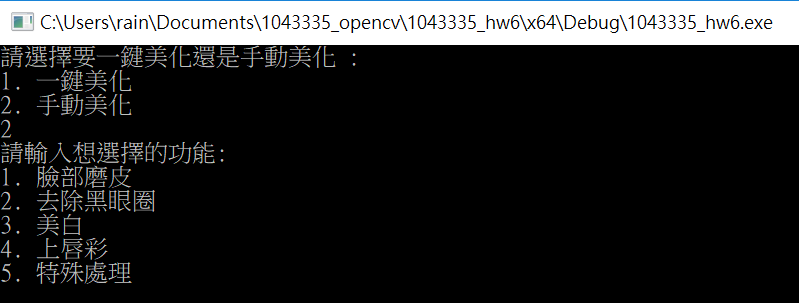 C:\Users\rain\Documents\1043335_opencv\1043335_hw6\x64\Debug\1043335_hw6.exe
請選擇要一鍵美化還是手動美化 :
1. 一鍵美化
2. 手動美化
2
請輸入想選擇的功能:
1. 臉部磨皮
2. 去除黑眼圈
3. 美白
4. 上唇彩
5. 特殊處理